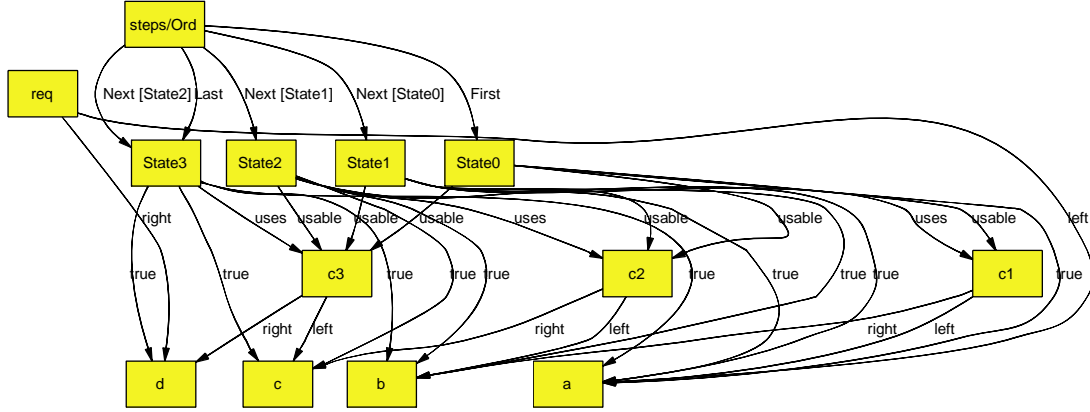 steps/Ord
req
Next [State2]
Last
Next [State1]
Next [State0]
First
State3
State2
State1
State0
right
uses
usable
usable
usable
uses
usable
usable
uses
usable
left
c3
c2
c1
true
true
true
true
true
true
true
true
true
right
left
right
left
right
left
d
c
b
a